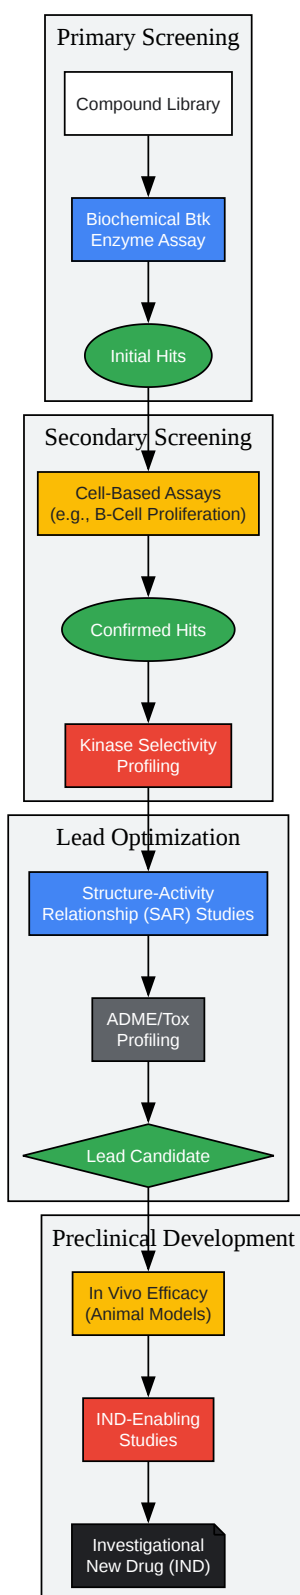 Primary Screening
Compound Library
Biochemical Btk
Enzyme Assay
Initial Hits
Secondary Screening
Cell-Based Assays
(e.g., B-Cell Proliferation)
Confirmed Hits
Kinase Selectivity
Profiling
Lead Optimization
Structure-Activity
Relationship (SAR) Studies
ADME/Tox
Profiling
Lead Candidate
Preclinical Development
In Vivo Efficacy
(Animal Models)
IND-Enabling
Studies
Investigational
New Drug (IND)